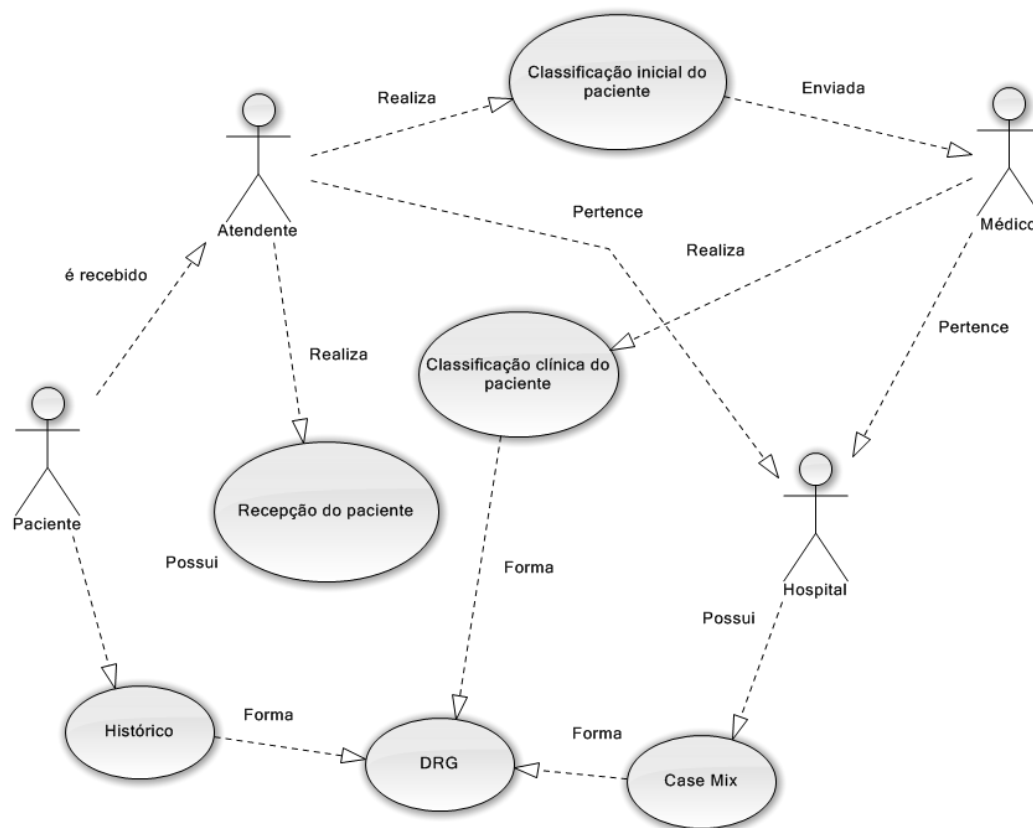 Classificação inicial do
paciente
Realiza
Enviada
Pertence
Atendente
Médico
Realiza
é recebido
Pertence
Realiza
Classificação clínica do
paciente
Recepção do paciente
Paciente
Possui
Forma
Hospital
Possui
Histórico
Forma
DRG
Forma
Case Mix